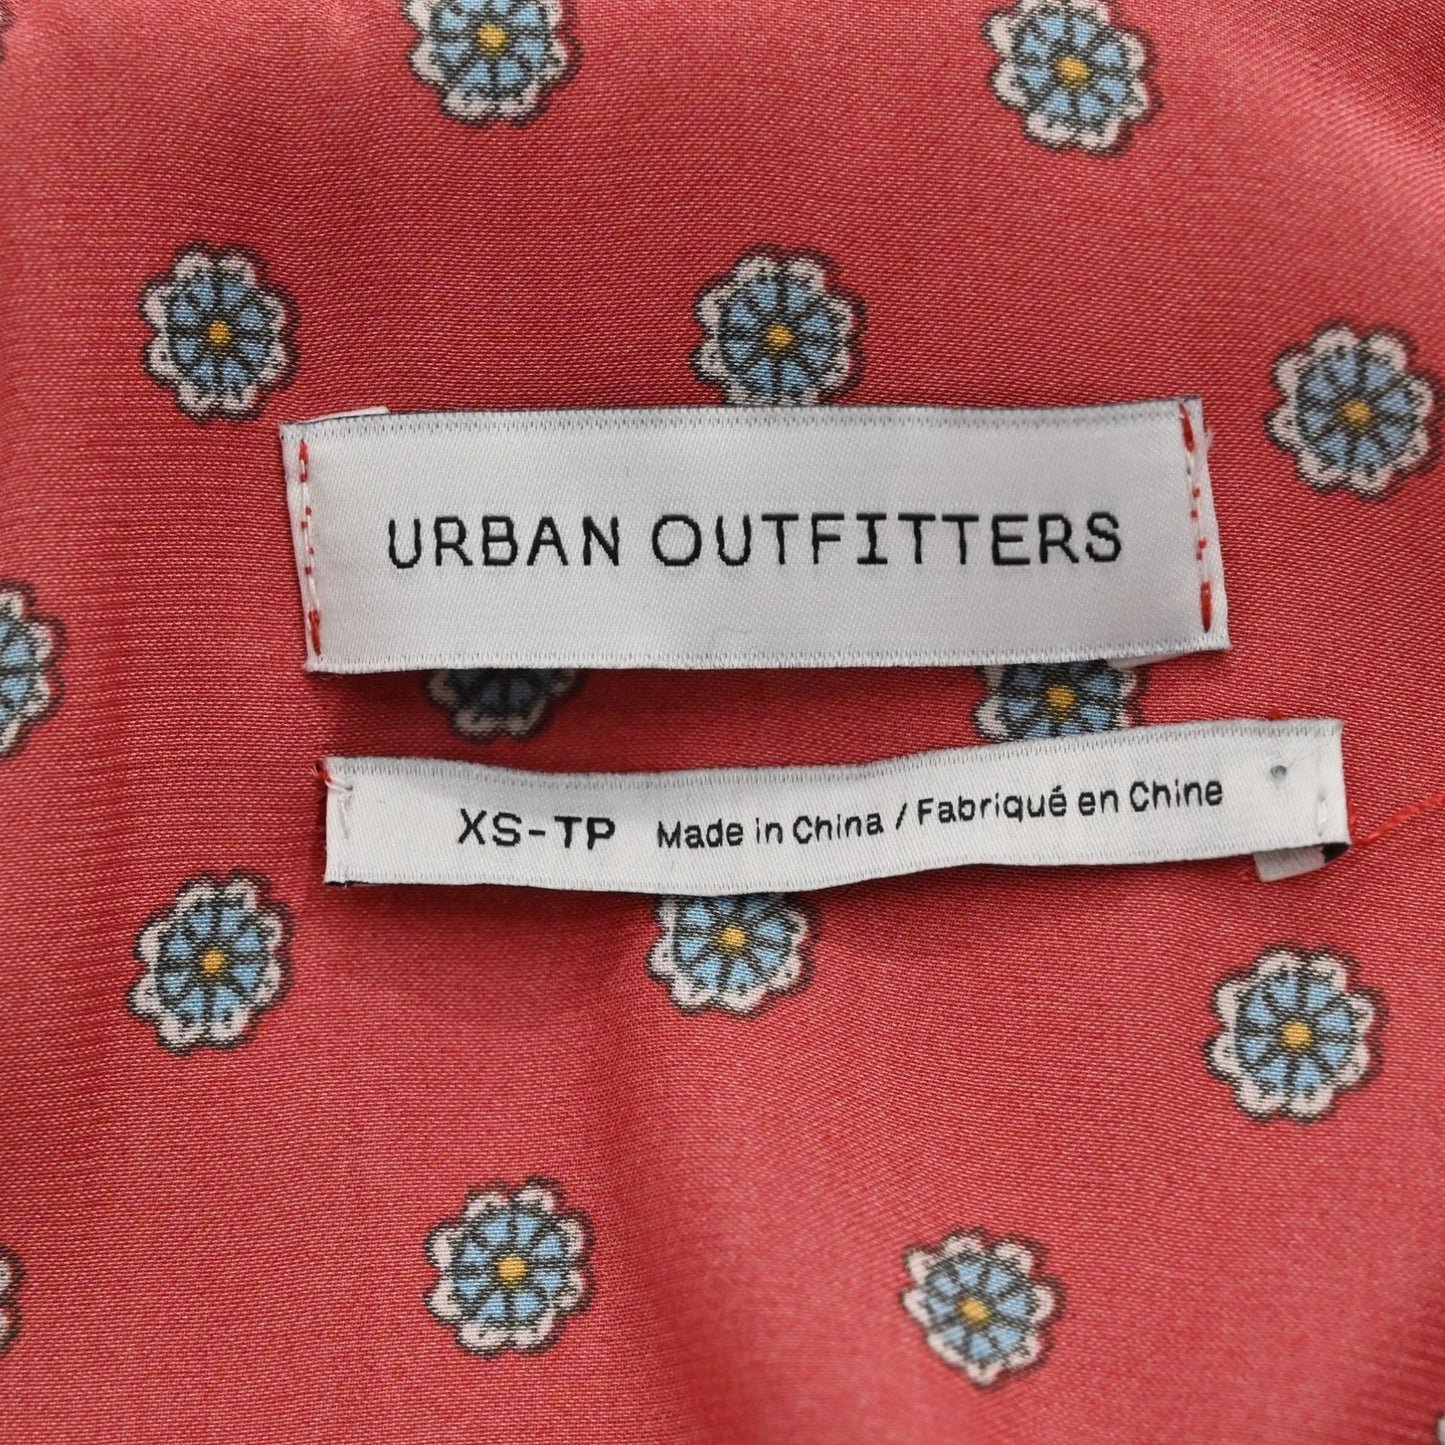 URBAN OUTFITTERS
XS-TP Made in China / Fabriqué en Chine